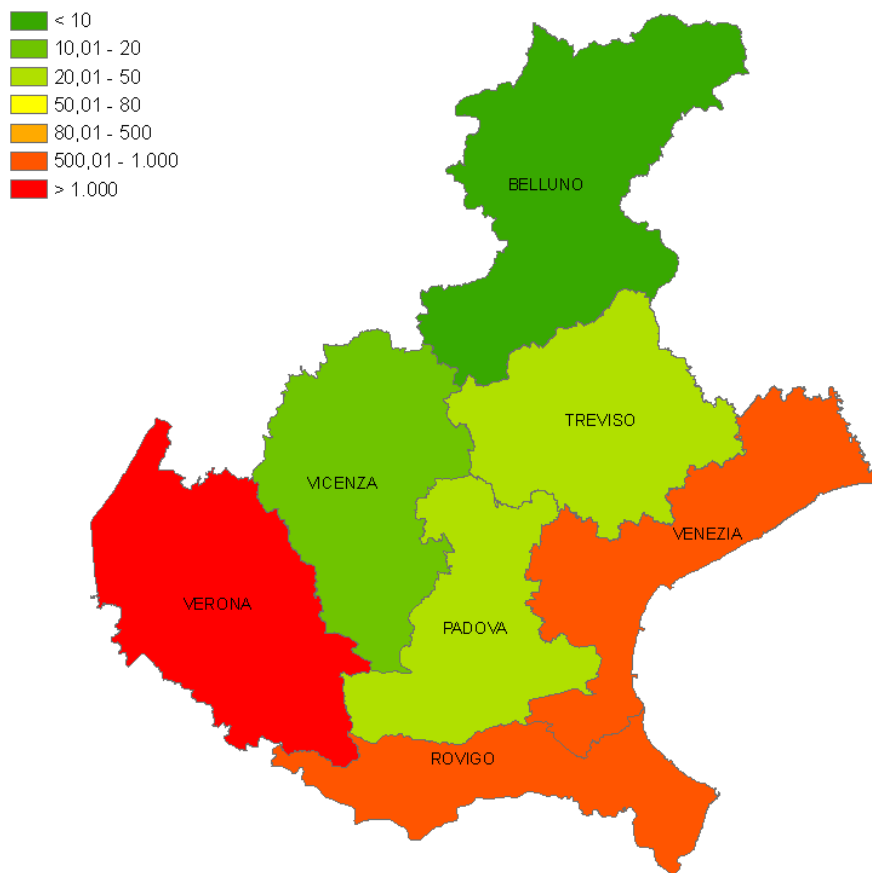 < 10
10,01 - 20
20,01 - 50
50,01 - 80
80,01 - 500
500,01 - 1.000
> 1.000
BELLUNO
TREVISO
VICENZA
VENEZIA
VERONA
PADOVA
ROVIGO